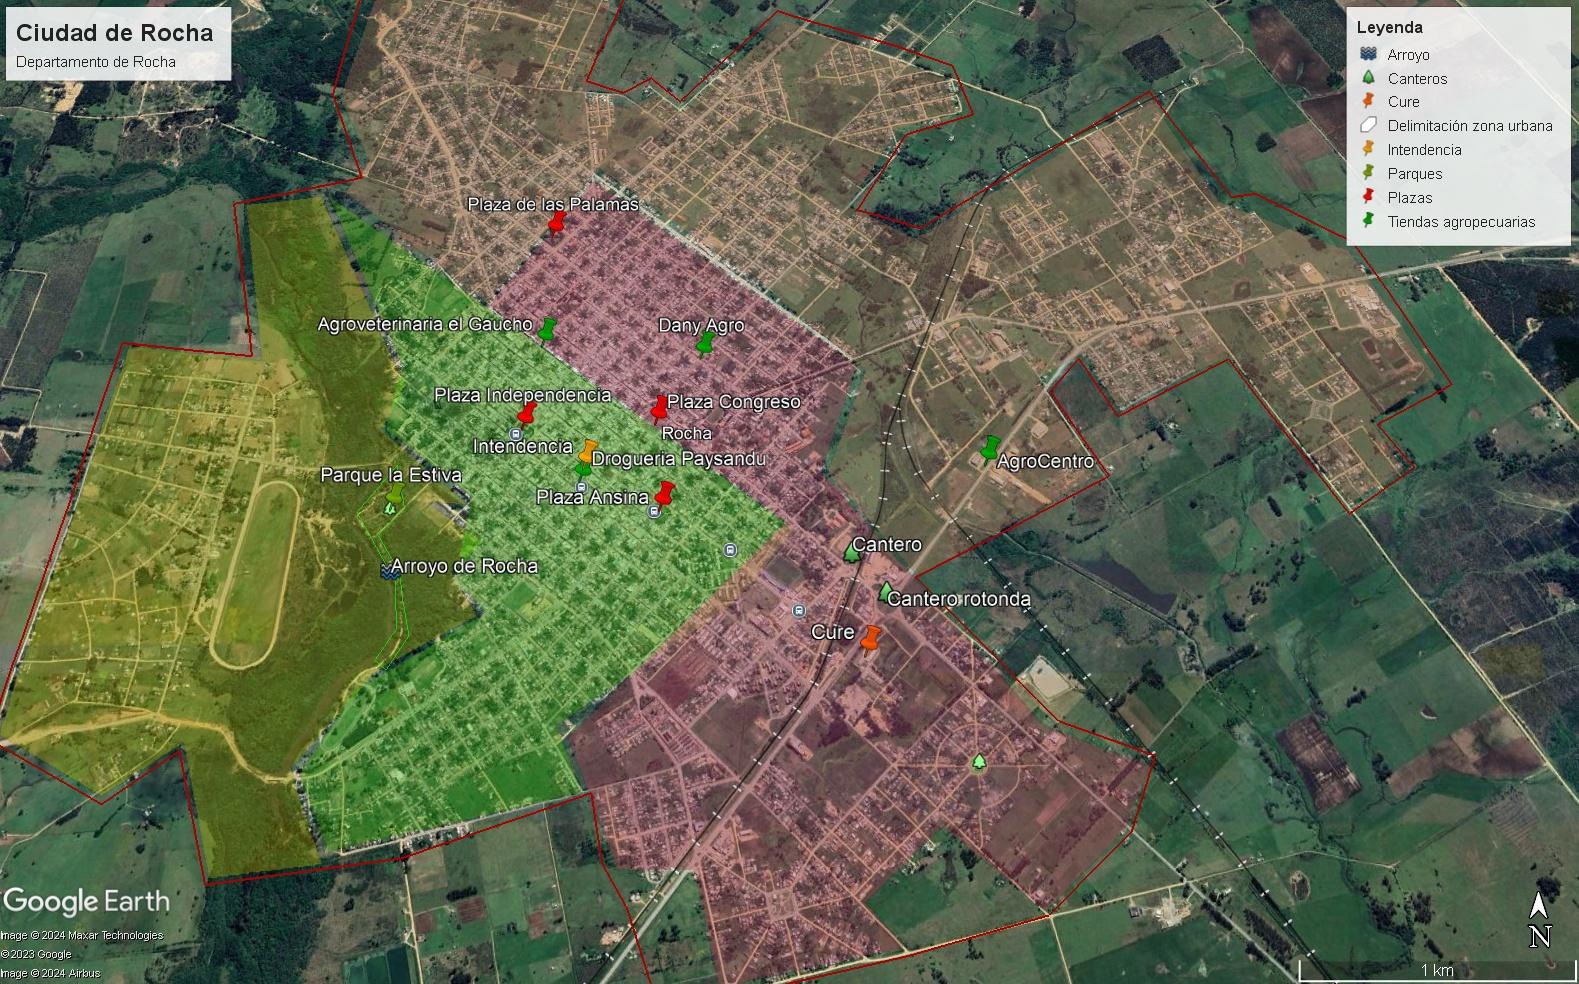 Ciudad de Rocha
Departamento de Rocha
Leyenda
Arroyo
Canteros
Cure
Delimitación zona urbana
Intendencia
Parques
Plazas
Tiendas agropecuarias
Plaza de las Palamas
Agroveterinaria el Gaucho
Dany Agro
Plaza Independencia
Plaza Congreso
Rocha
Intendencia
Drogueria Paysandu
AgroCentro
Parque la Estiva
Plaza Ansina
Cantero
Arroyo de Rocha
Cantero rotonda
Cure
Google Earth
Image © 2024 Maxar Technologies
©2023 Google
Image © 2024 Airbus
N
1 km